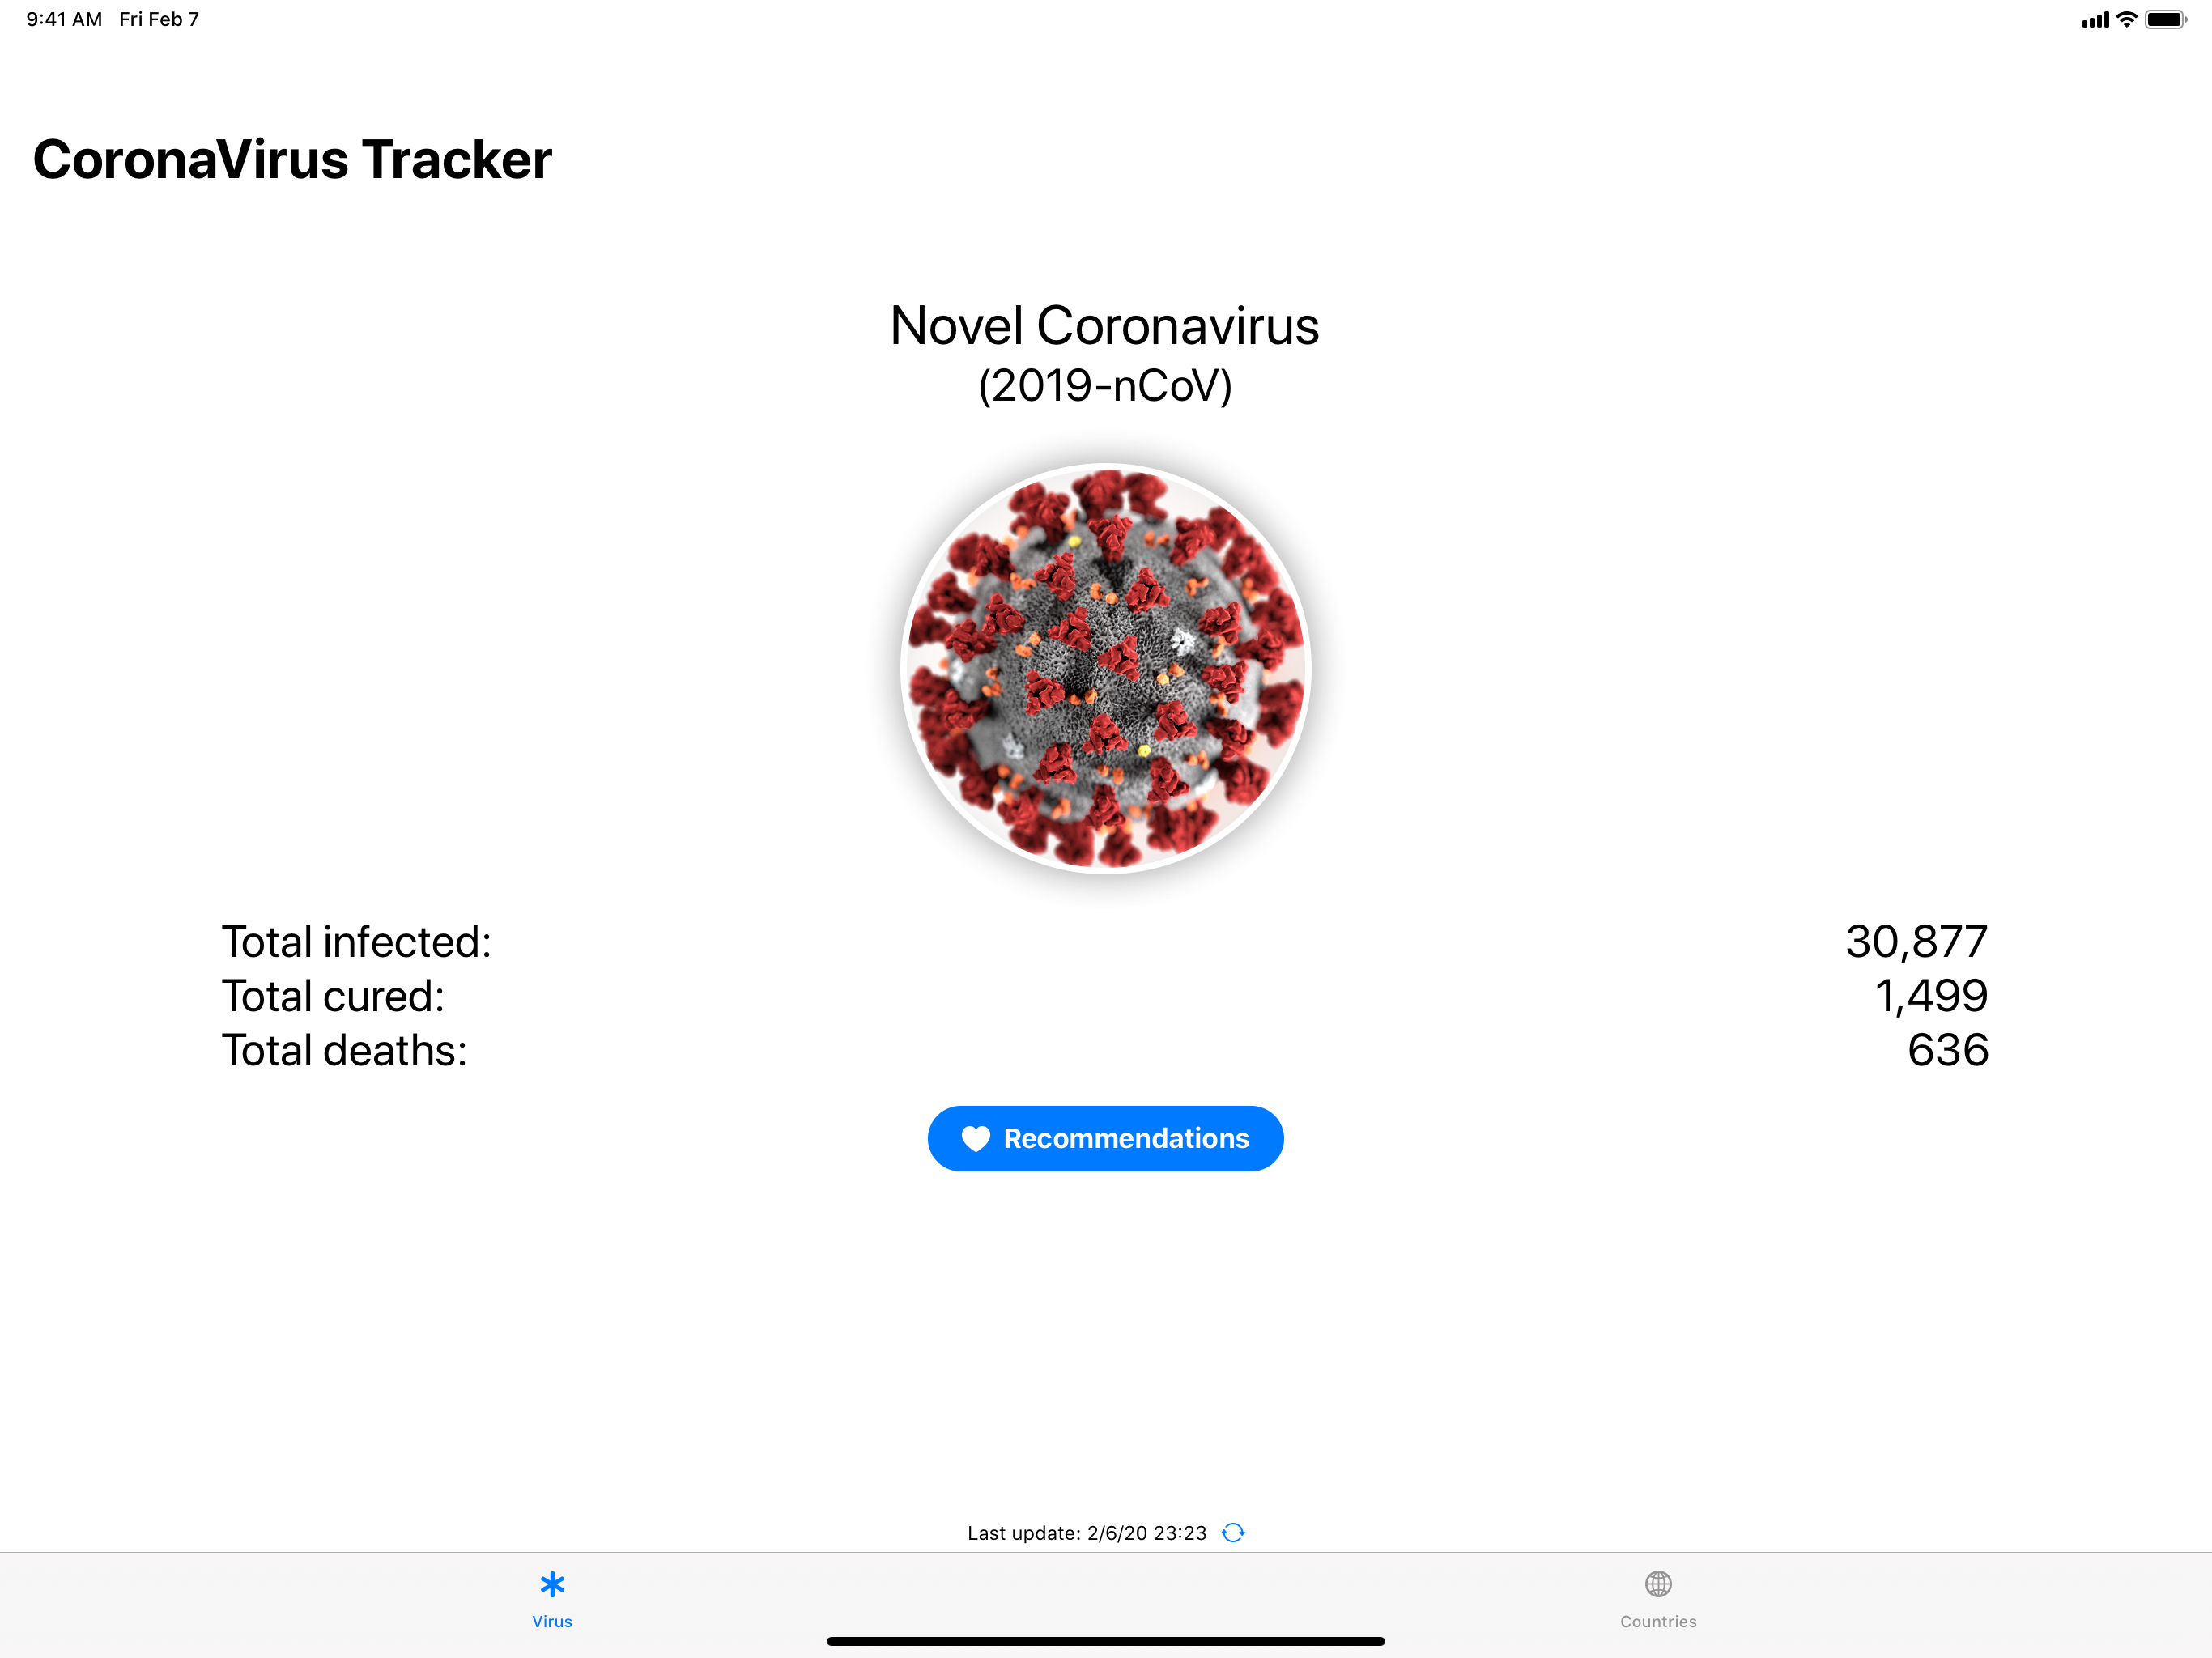 9:41 AM Fri Feb 7
CoronaVirus Tracker
Novel Coronavirus
(2019-nCoV)
Total infected: 30,877
Total cured: 1,499
Total deaths: 636
Recommendations
Last update: 2/6/20 23:23
Virus Countries